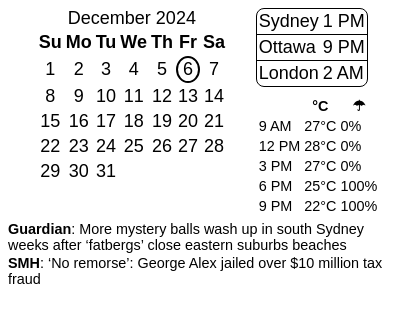 December 2024
Su Mo Tu We Th Fr Sa
1 2 3 4 5 6 7
8 9 10 11 12 13 14
15 16 17 18 19 20 21
22 23 24 25 26 27 28
29 30 31
Sydney 1 PM
Ottawa 9 PM
London 2 AM
°C ☂
9 AM 27°C 0%
12 PM 28°C 0%
3 PM 27°C 0%
6 PM 25°C 100%
9 PM 22°C 100%
Guardian: More mystery balls wash up in south Sydney
weeks after ‘fatbergs’ close eastern suburbs beaches
SMH: ‘No remorse’: George Alex jailed over $10 million tax
fraud